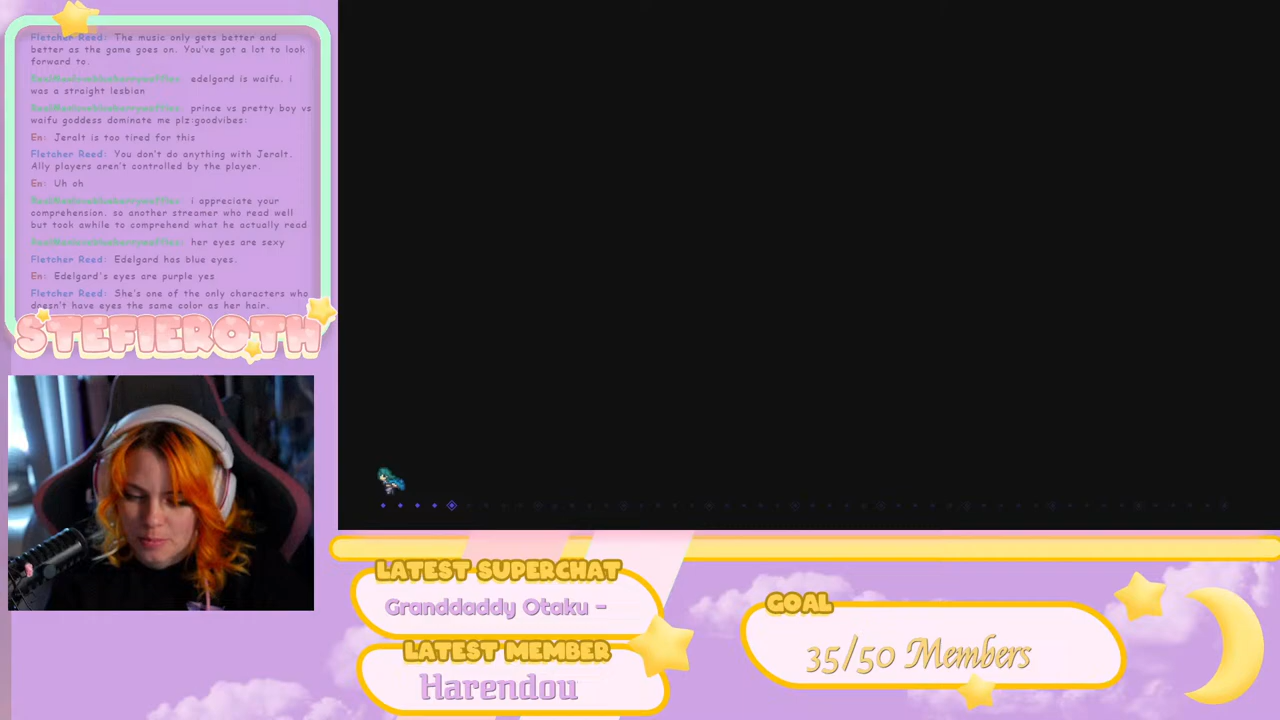 Fletcher Reed: The music only gets better and
better as the game goes on. You've got a lot to look
forward to.
edelgard is waifu. i
was a straight lesbian
prince vs pretty boy vs
waifu goddess dominate me plz:goodvibes:
En: Jeralt is too tired for this
Fletcher Reed: You don't do anything with Jeralt.
Ally players aren't controlled by the player.
En: Uh oh
i appreciate your
comprehension. so another streamer who read well
but took awhile to comprehend what he actually read
her eyes are sexy
Fletcher Reed: Edelgard has blue eyes.
En: Edelgard's eyes are purple yes
Fletcher Reed: She's one of the only characters who
doesn't have eyes the same color as her hair.
STEFIEROTH
LATEST SUPERCHAT
Granddaddy Otaku -
LATEST MEMBER
Harendou
GOAL
35/50 Members